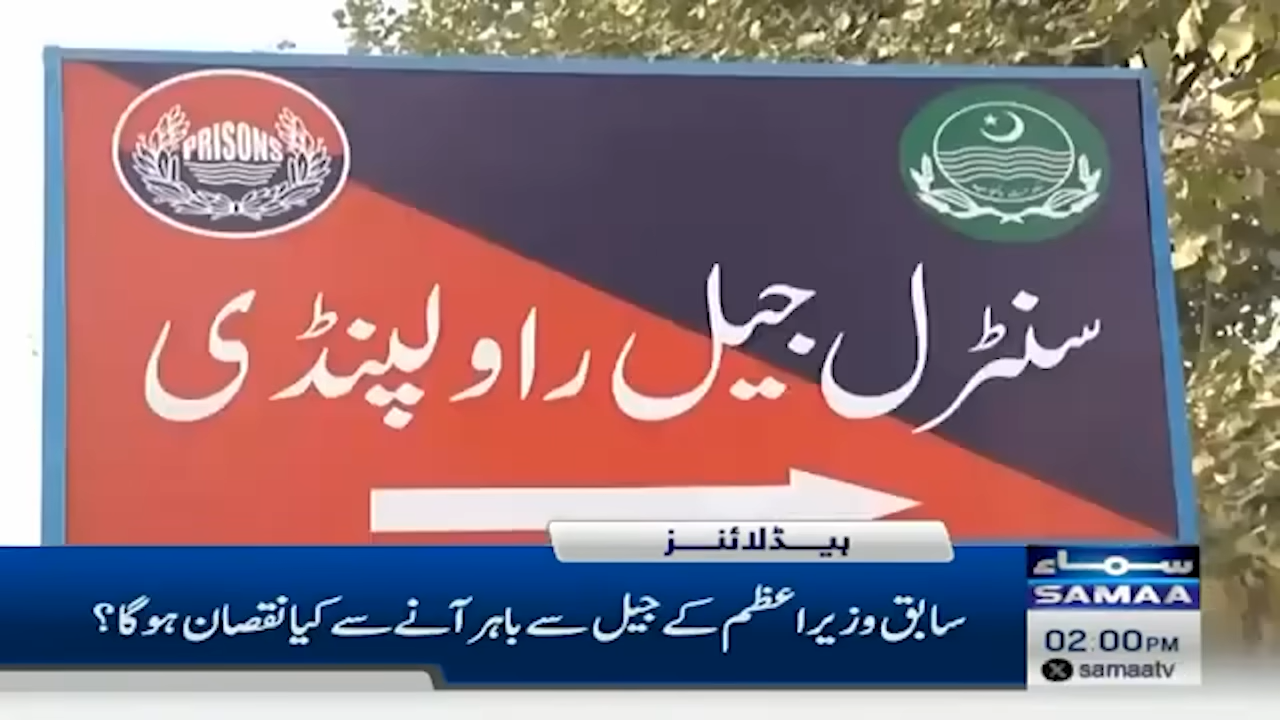 PRISONS
سنٹرل جیل راولپنڈی
ہیڈلائنز
سابق وزیراعظم کے جیل سے باہر آنے سے کیا نقصان ہوگا؟
سماء
SAMAA
02:00PM
X samaatv